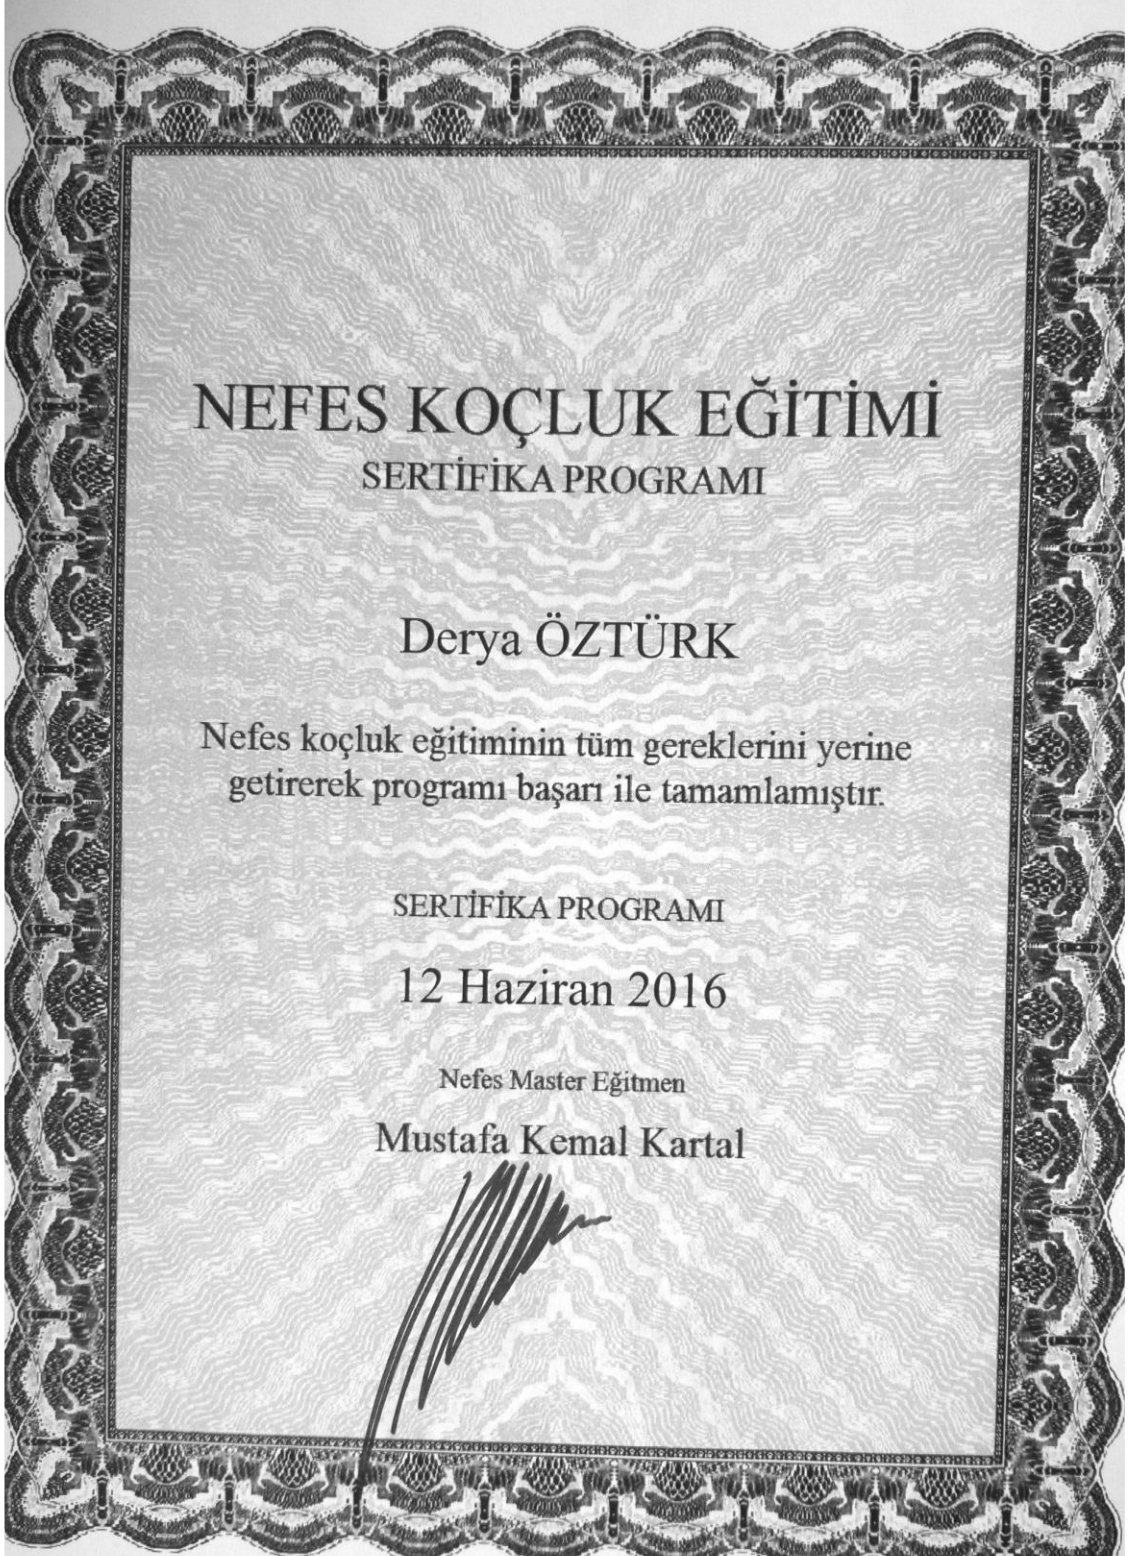 NEFES KOÇLUK EĞİTİMİ
SERTİFİKA PROGRAMI
Derya ÖZTÜRK
Nefes koçluk eğitiminin tüm gereklerini yerine
getirerek programı başarı ile tamamlamıştır.
SERTİFİKA PROGRAMI
12 Haziran 2016
Nefes Master Eğitmen
Mustafa Kemal Kartal